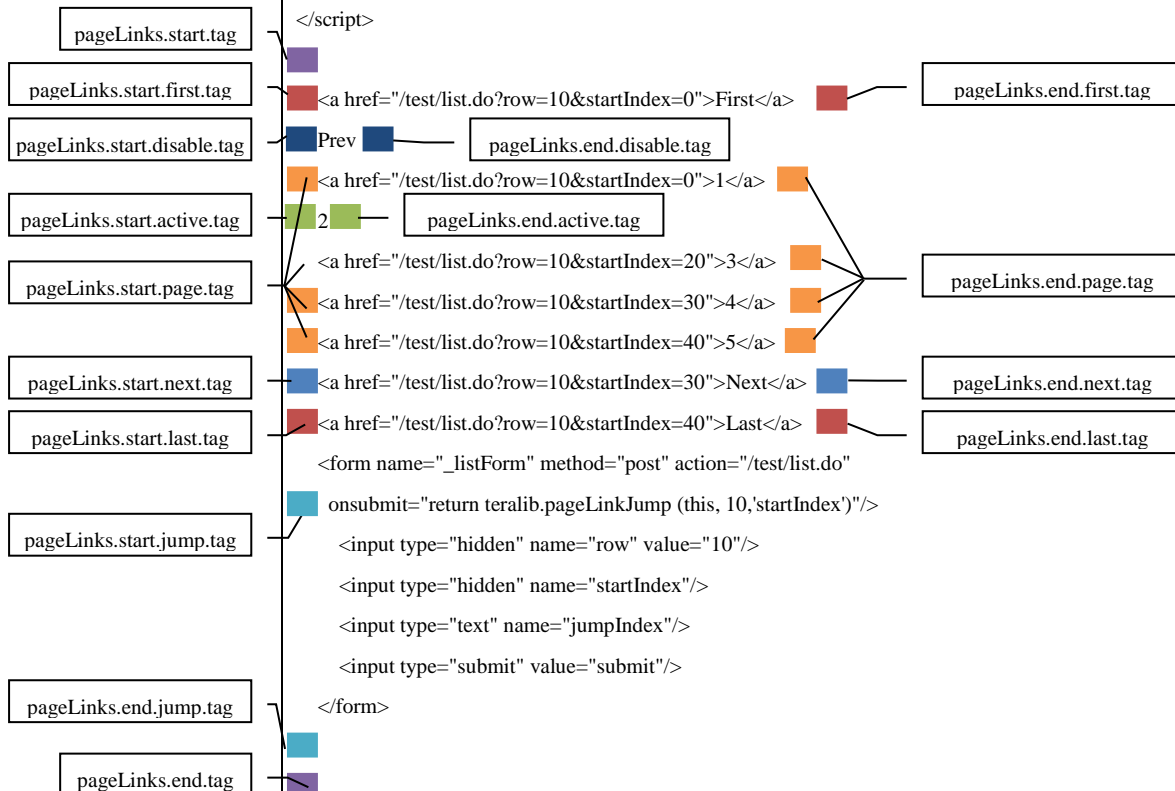 </script>
pageLinks.start.tag
pageLinks.start.first.tag
<a href="/test/list.do?row=10&startIndex=0">First</a>
pageLinks.end.first.tag
pageLinks.start.disable.tag
Prev
pageLinks.end.disable.tag
<a href="/test/list.do?row=10&startIndex=0">1</a>
pageLinks.start.active.tag
2
pageLinks.end.active.tag
<a href="/test/list.do?row=10&startIndex=20">3</a>
pageLinks.start.page.tag
pageLinks.end.page.tag
<a href="/test/list.do?row=10&startIndex=30">4</a>
<a href="/test/list.do?row=10&startIndex=40">5</a>
pageLinks.start.next.tag
<a href="/test/list.do?row=10&startIndex=30">Next</a>
pageLinks.end.next.tag
pageLinks.start.last.tag
<a href="/test/list.do?row=10&startIndex=40">Last</a>
pageLinks.end.last.tag
<form name="_listForm" method="post" action="/test/list.do"
onsubmit="return teralib.pageLinkJump (this, 10,'startIndex')"/>
pageLinks.start.jump.tag
<input type="hidden" name="row" value="10"/>
<input type="hidden" name="startIndex"/>
<input type="text" name="jumpIndex"/>
<input type="submit" value="submit"/>
pageLinks.end.jump.tag
</form>
pageLinks.end.tag